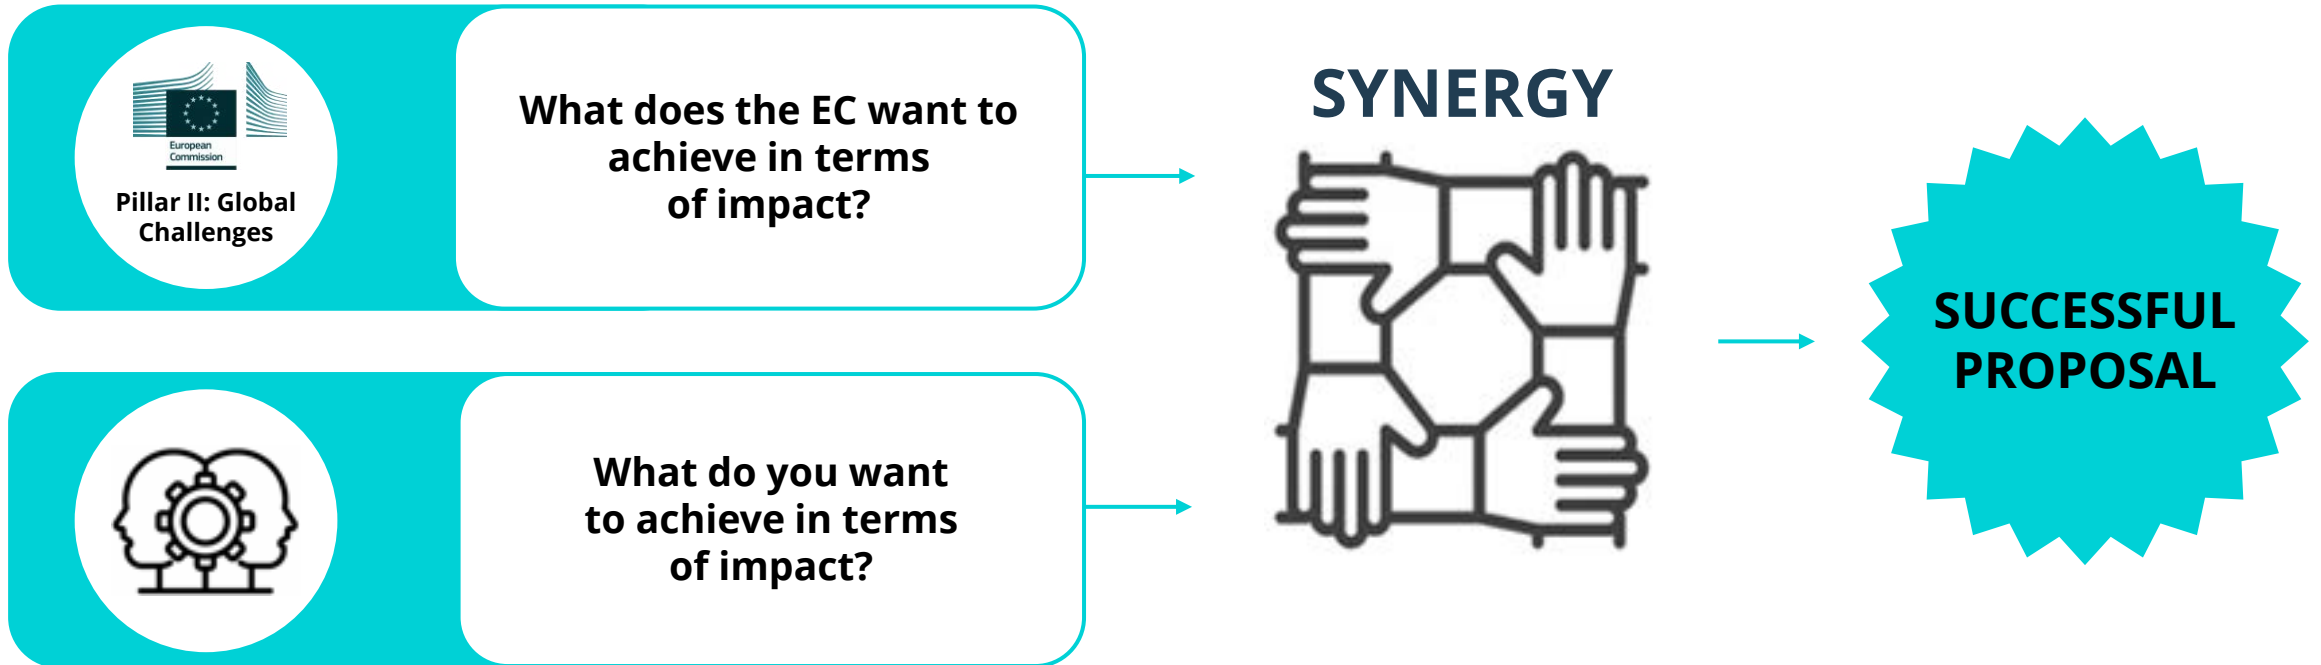 European
Commission
Pillar II: Global
Challenges
What does the EC want to
achieve in terms
of impact?
What do you want
to achieve in terms
of impact?
SYNERGY
SUCCESSFUL
PROPOSAL